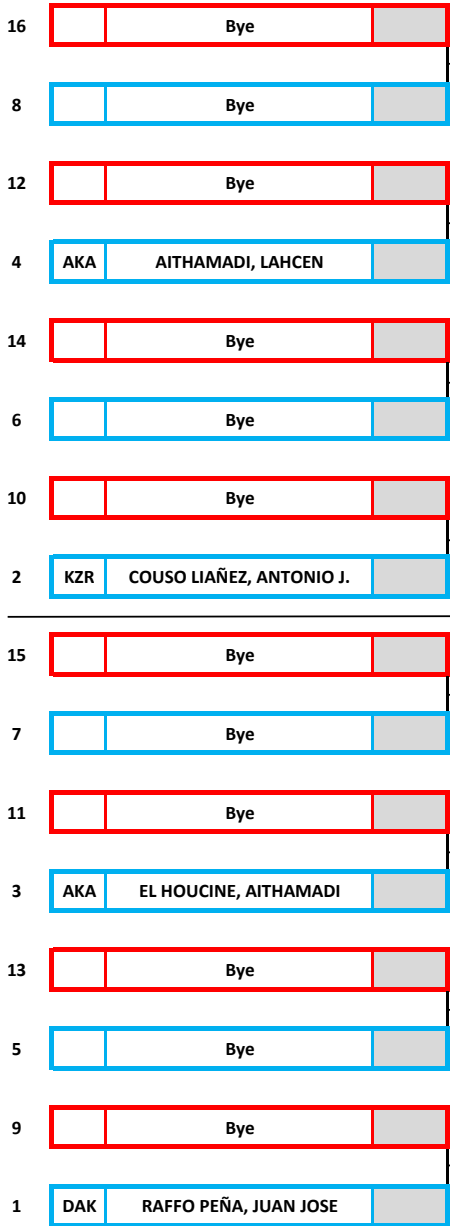 16 Bye
8 Bye
12 Bye
4 AKA AITHAMADI, LAHCEN
14 Bye
6 Bye
10 Bye
2 KZR COUSO LIAÑEZ, ANTONIO J.
15 Bye
7 Bye
11 Bye
3 AKA EL HOUCINE, AITHAMADI
13 Bye
5 Bye
9 Bye
1 DAK RAFFO PEÑA, JUAN JOSE